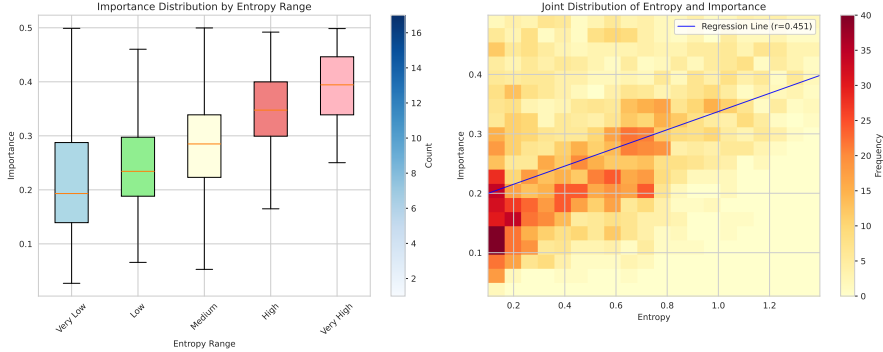 Importance Distribution by Entropy Range
0.5
0.4
0.3
0.2
0.1
Importance
Very Low
Low
Medium
High
Very High
Entropy Range
16
14
12
10
8
6
4
2
Count
Joint Distribution of Entropy and Importance
Regression Line (r=0.451)
0.4
0.3
0.2
0.1
Importance
0.2
0.4
0.6
0.8
1.0
1.2
Entropy
40
35
30
25
20
15
10
5
0
Frequency